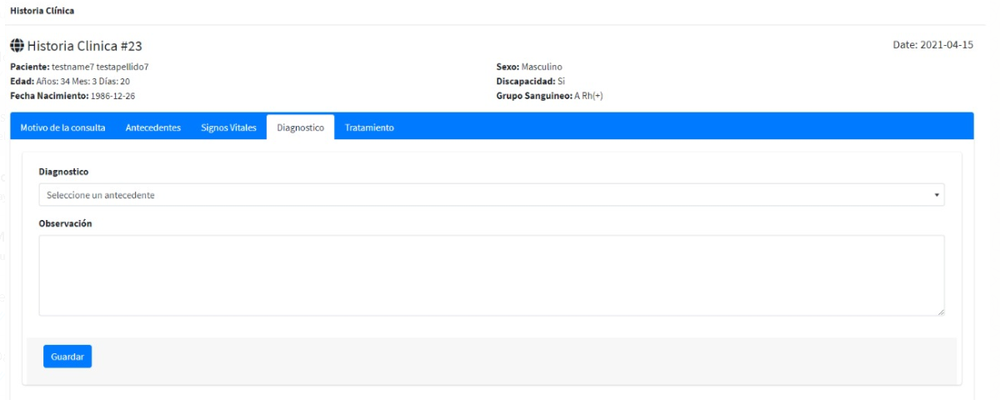 Historia Clínica
Historia Clinica #23
Date: 2021-04-15
Paciente: testname7 testapellido7
Sexo: Masculino
Edad: Años: 34 Mes: 3 Días: 20
Discapacidad: Si
Fecha Nacimiento: 1986-12-26
Grupo Sanguineo: A Rh(+)
Motivo de la consulta Antecedentes Signos Vitales Diagnostico Tratamiento
Diagnostico
Seleccione un antecedente
Observación
Guardar